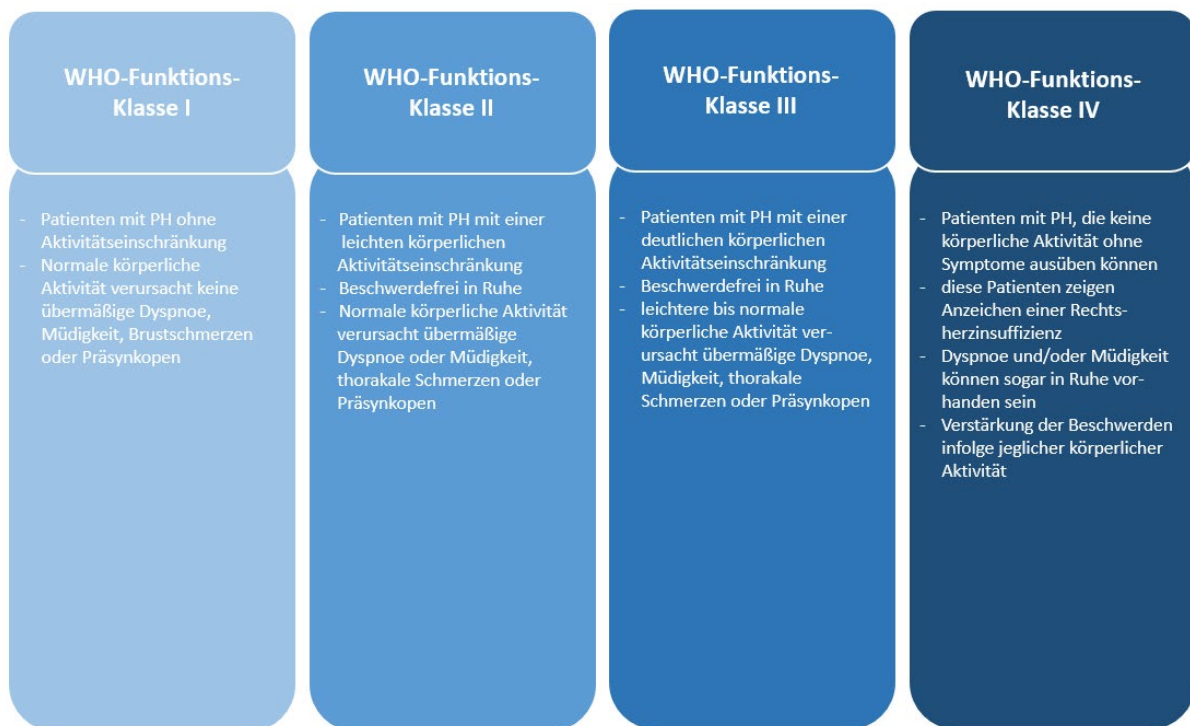 WHO-Funktions-
Klasse I
- Patienten mit PH ohne
Aktivitätseinschränkung
- Normale körperliche
Aktivität verursacht keine
übermäßige Dyspnoe,
Müdigkeit, Brustschmerzen
oder Präsynkopen
WHO-Funktions-
Klasse II
- Patienten mit PH mit einer
leichten körperlichen
Aktivitätseinschränkung
- Beschwerdefrei in Ruhe
- Normale körperliche Aktivität
verursacht übermäßige
Dyspnoe oder Müdigkeit,
thorakale Schmerzen oder
Präsynkopen
WHO-Funktions-
Klasse III
- Patienten mit PH mit einer
deutlichen körperlichen
Aktivitätseinschränkung
- Beschwerdefrei in Ruhe
- leichtere bis normale
körperliche Aktivität ver-
ursacht übermäßige Dyspnoe,
Müdigkeit, thorakale
Schmerzen oder Präsynkopen
WHO-Funktions-
Klasse IV
- Patienten mit PH, die keine
körperliche Aktivität ohne
Symptome ausüben können
- diese Patienten zeigen
Anzeichen einer Rechts-
herzinsuffizienz
- Dyspnoe und/oder Müdigkeit
können sogar in Ruhe vor-
handen sein
- Verstärkung der Beschwerden
infolge jeglicher körperlicher
Aktivität